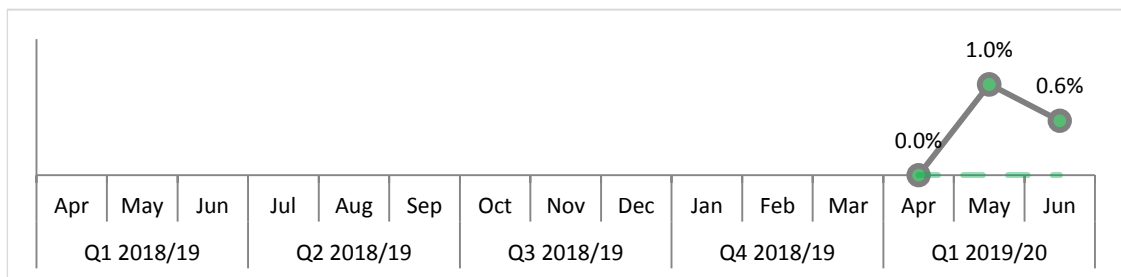 1.0%
0.6%
0.0%
Apr May Jun Jul Aug Sep Oct Nov Dec Jan Feb Mar Apr May Jun
Q1 2018/19 Q2 2018/19 Q3 2018/19 Q4 2018/19 Q1 2019/20